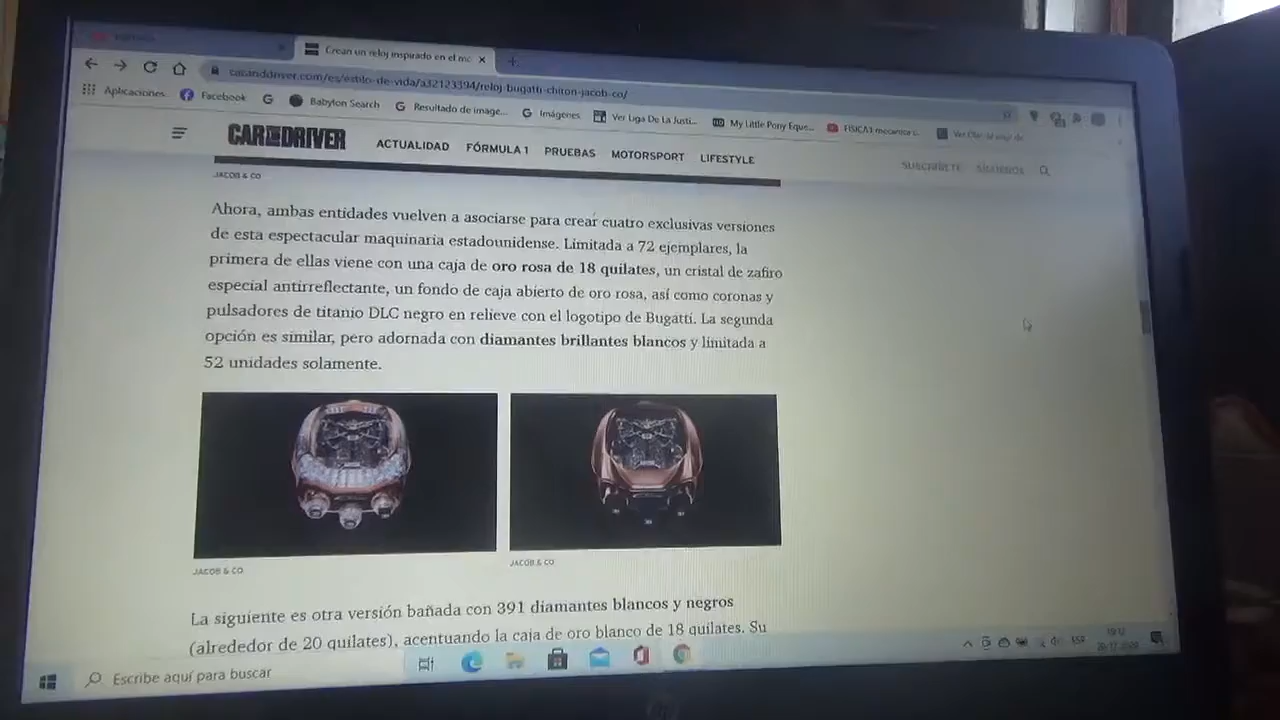 Crean un reloj inspirado en el mo
caranddriver.com/es/estilo-de-vida/a32123394/reloj-bugatti-chiron-jacob-co/
Aplicaciones Facebook Babylon Search Resultado de image... Imágenes Ver Liga De La Justi... My Little Pony Eque...
CAR AND DRIVER ACTUALIDAD FÓRMULA 1 PRUEBAS MOTORSPORT LIFESTYLE SUSCRÍBETE SÍGUENOS
JACOB & CO
Ahora, ambas entidades vuelven a asociarse para crear cuatro exclusivas versiones
de esta espectacular maquinaria estadounidense. Limitada a 72 ejemplares, la
primera de ellas viene con una caja de oro rosa de 18 quilates, un cristal de zafiro
especial antirreflectante, un fondo de caja abierto de oro rosa, así como coronas y
pulsadores de titanio DLC negro en relieve con el logotipo de Bugatti. La segunda
opción es similar, pero adornada con diamantes brillantes blancos y limitada a
52 unidades solamente.
JACOB & CO JACOB & CO
La siguiente es otra versión bañada con 391 diamantes blancos y negros
(alrededor de 20 quilates), acentuando la caja de oro blanco de 18 quilates. Su
Escribe aquí para buscar
ESP